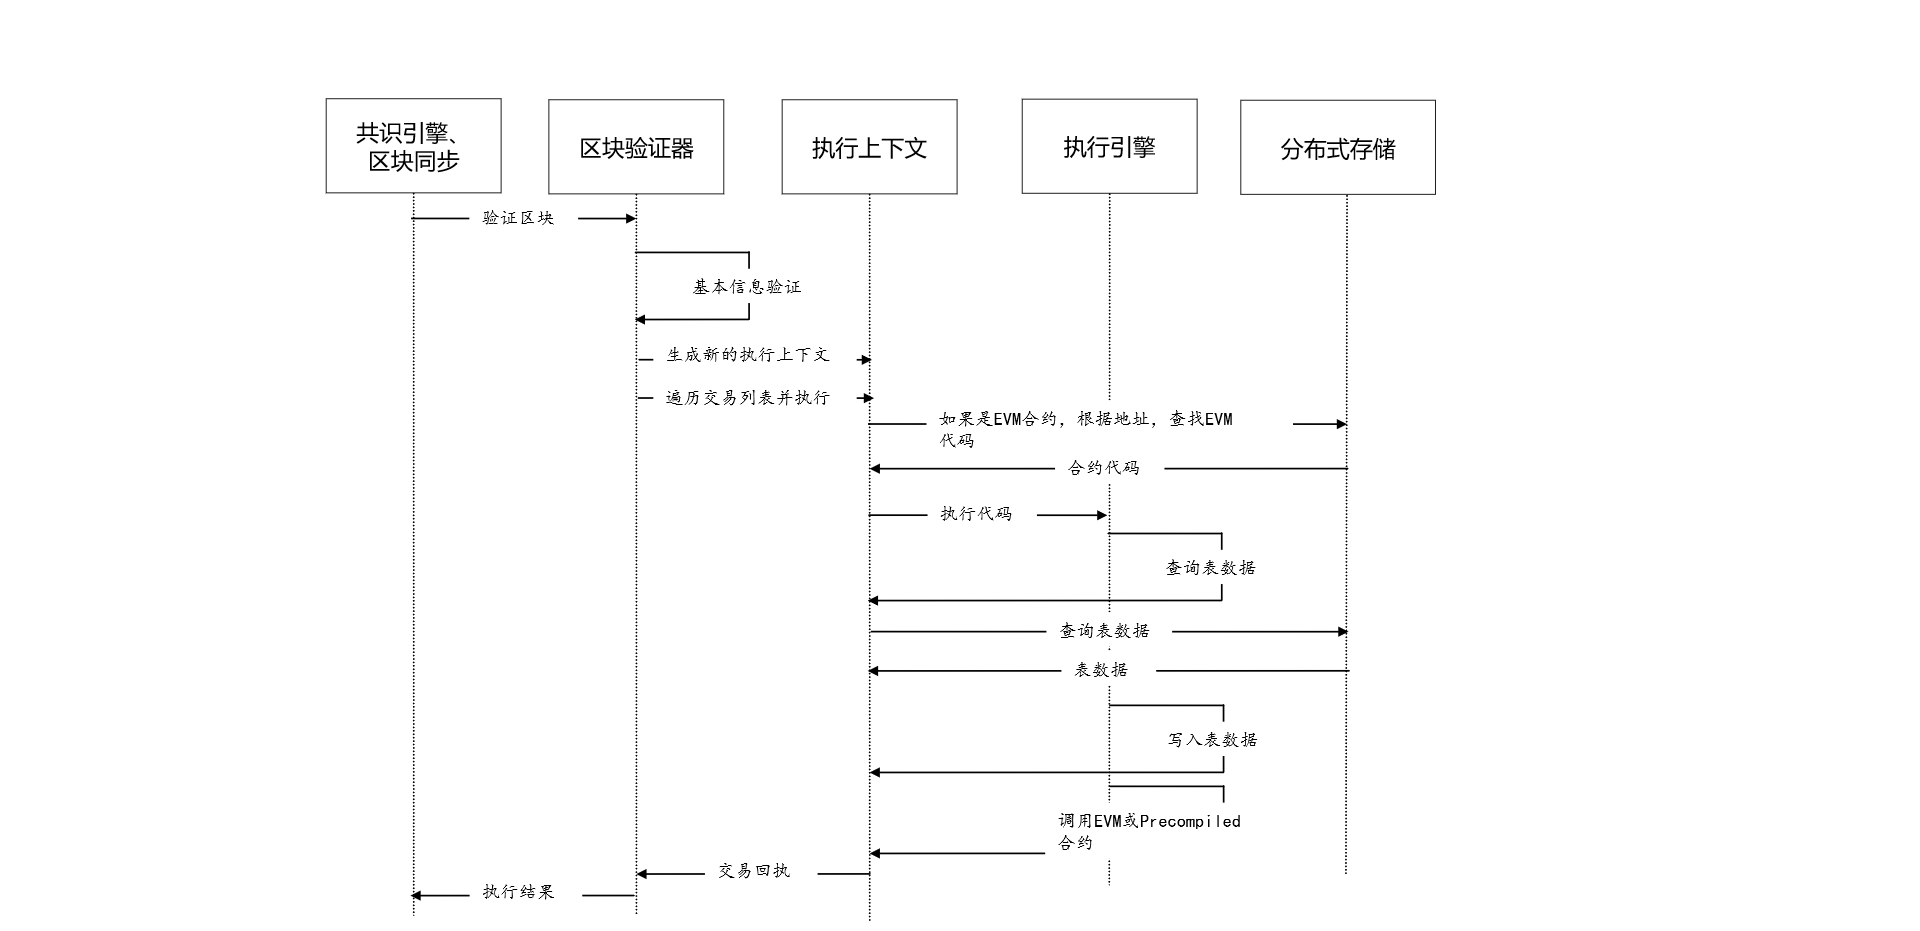 共识引擎、
区块同步
区块验证器
执行上下文
执行引擎
分布式存储
验证区块
基本信息验证
生成新的执行上下文
遍历交易列表并执行
如果是EVM合约，根据地址，查找EVM
代码
合约代码
执行代码
查询表数据
查询表数据
表数据
写入表数据
调用EVM或Precompiled
合约
交易回执
执行结果